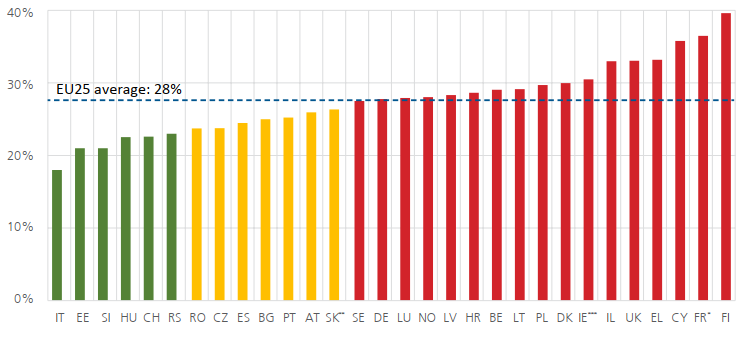 40%
EU25 average: 28%
30%
20%
10%
0%
IT EE SI HU CH RS RO CZ ES BG PT AT SK** SE DE LU NO LV HR BE LT PL DK IE*** IL UK EL CY FR* FI